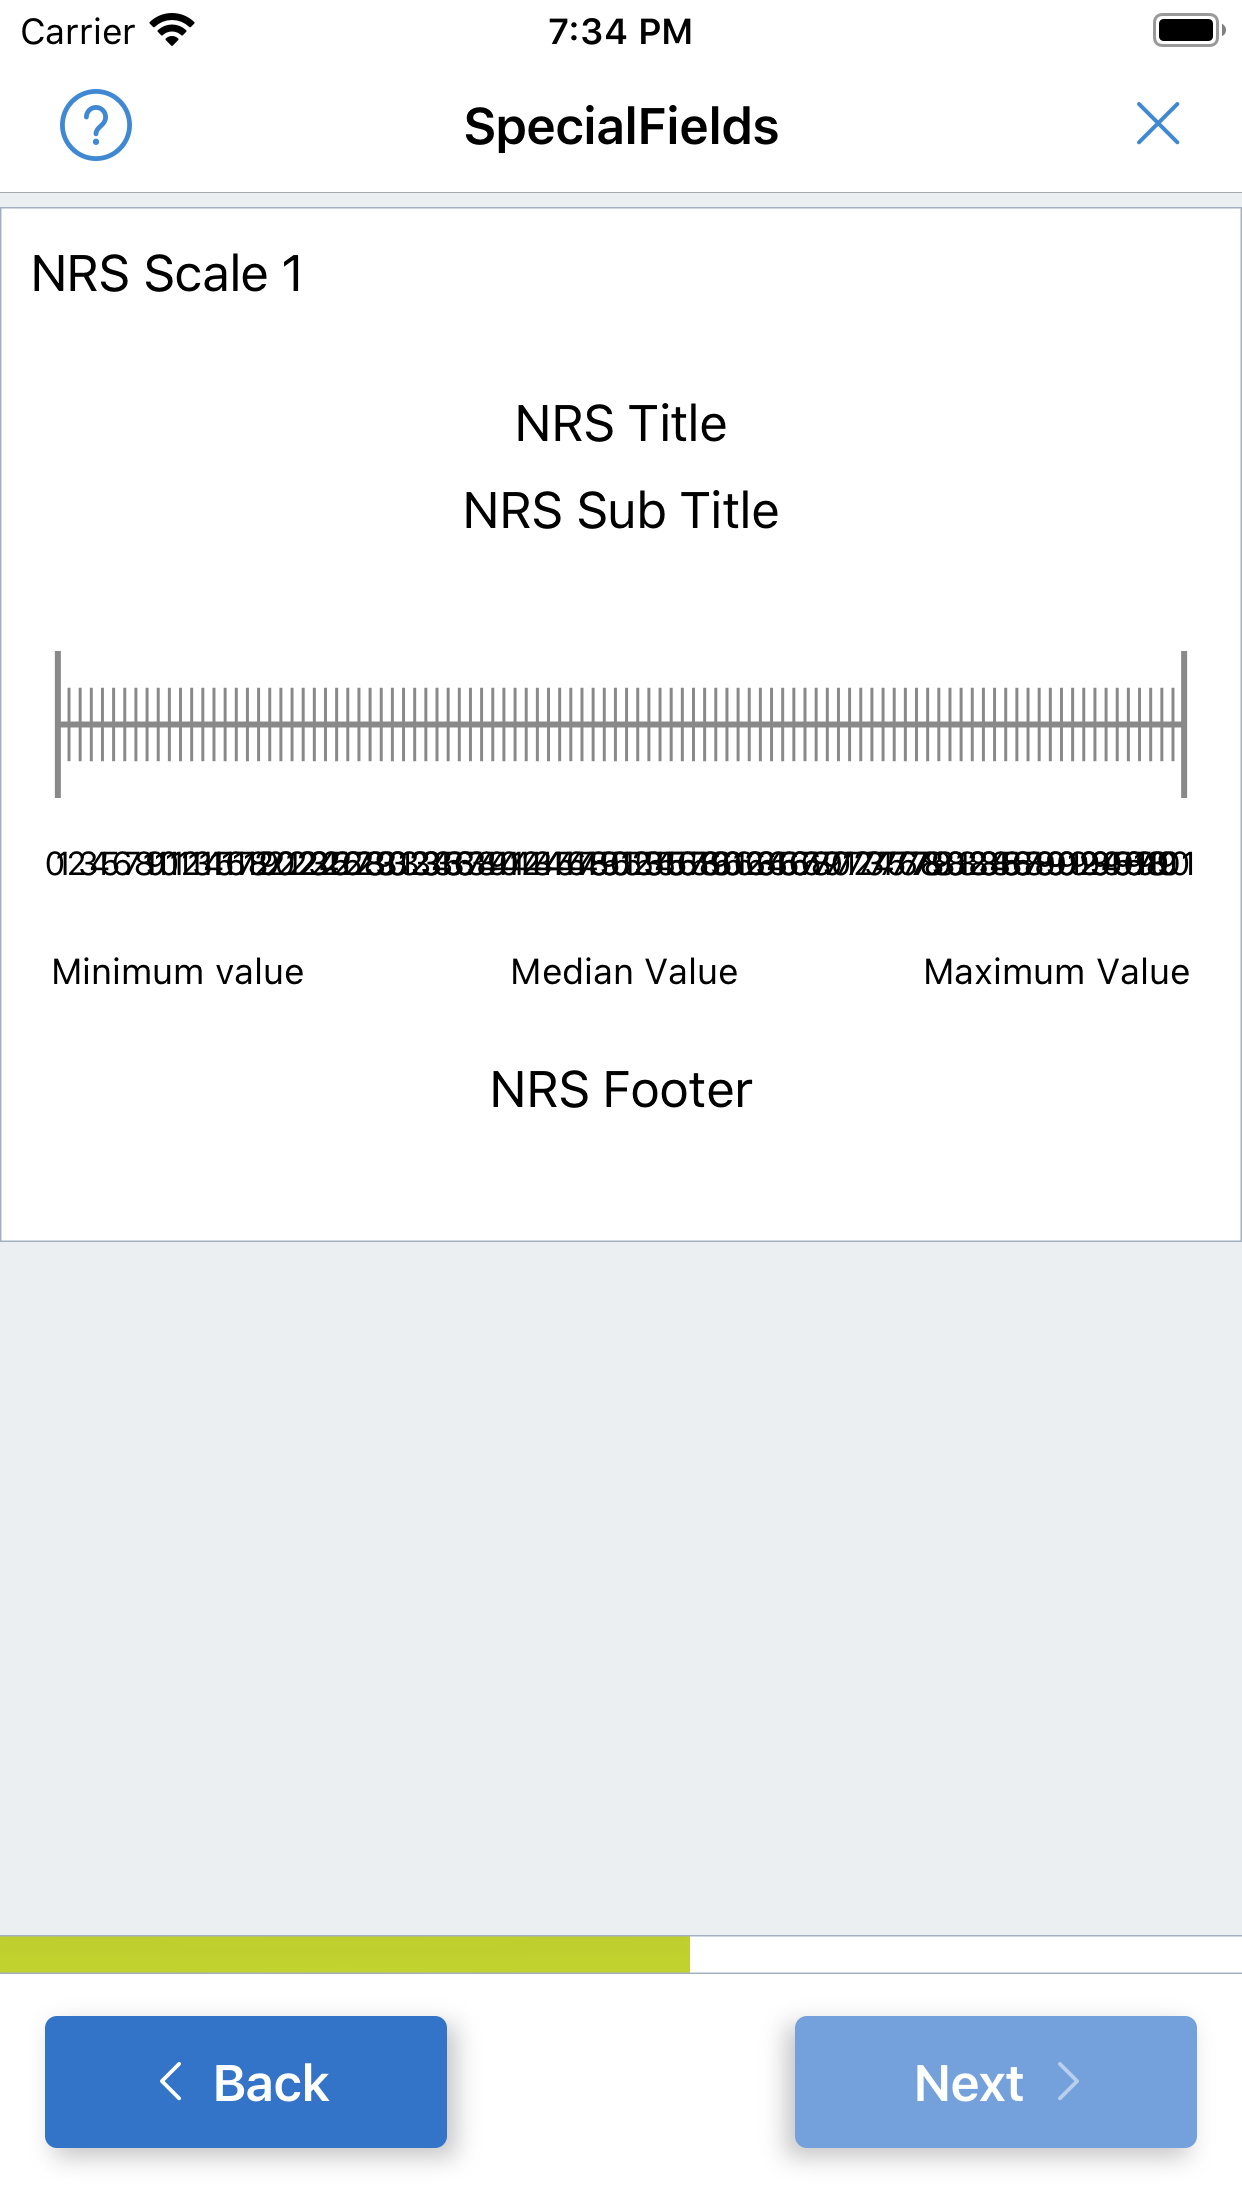 Carrier 7:34 PM
SpecialFields
NRS Scale 1
NRS Title
NRS Sub Title
Minimum value Median Value Maximum Value
NRS Footer
Back Next